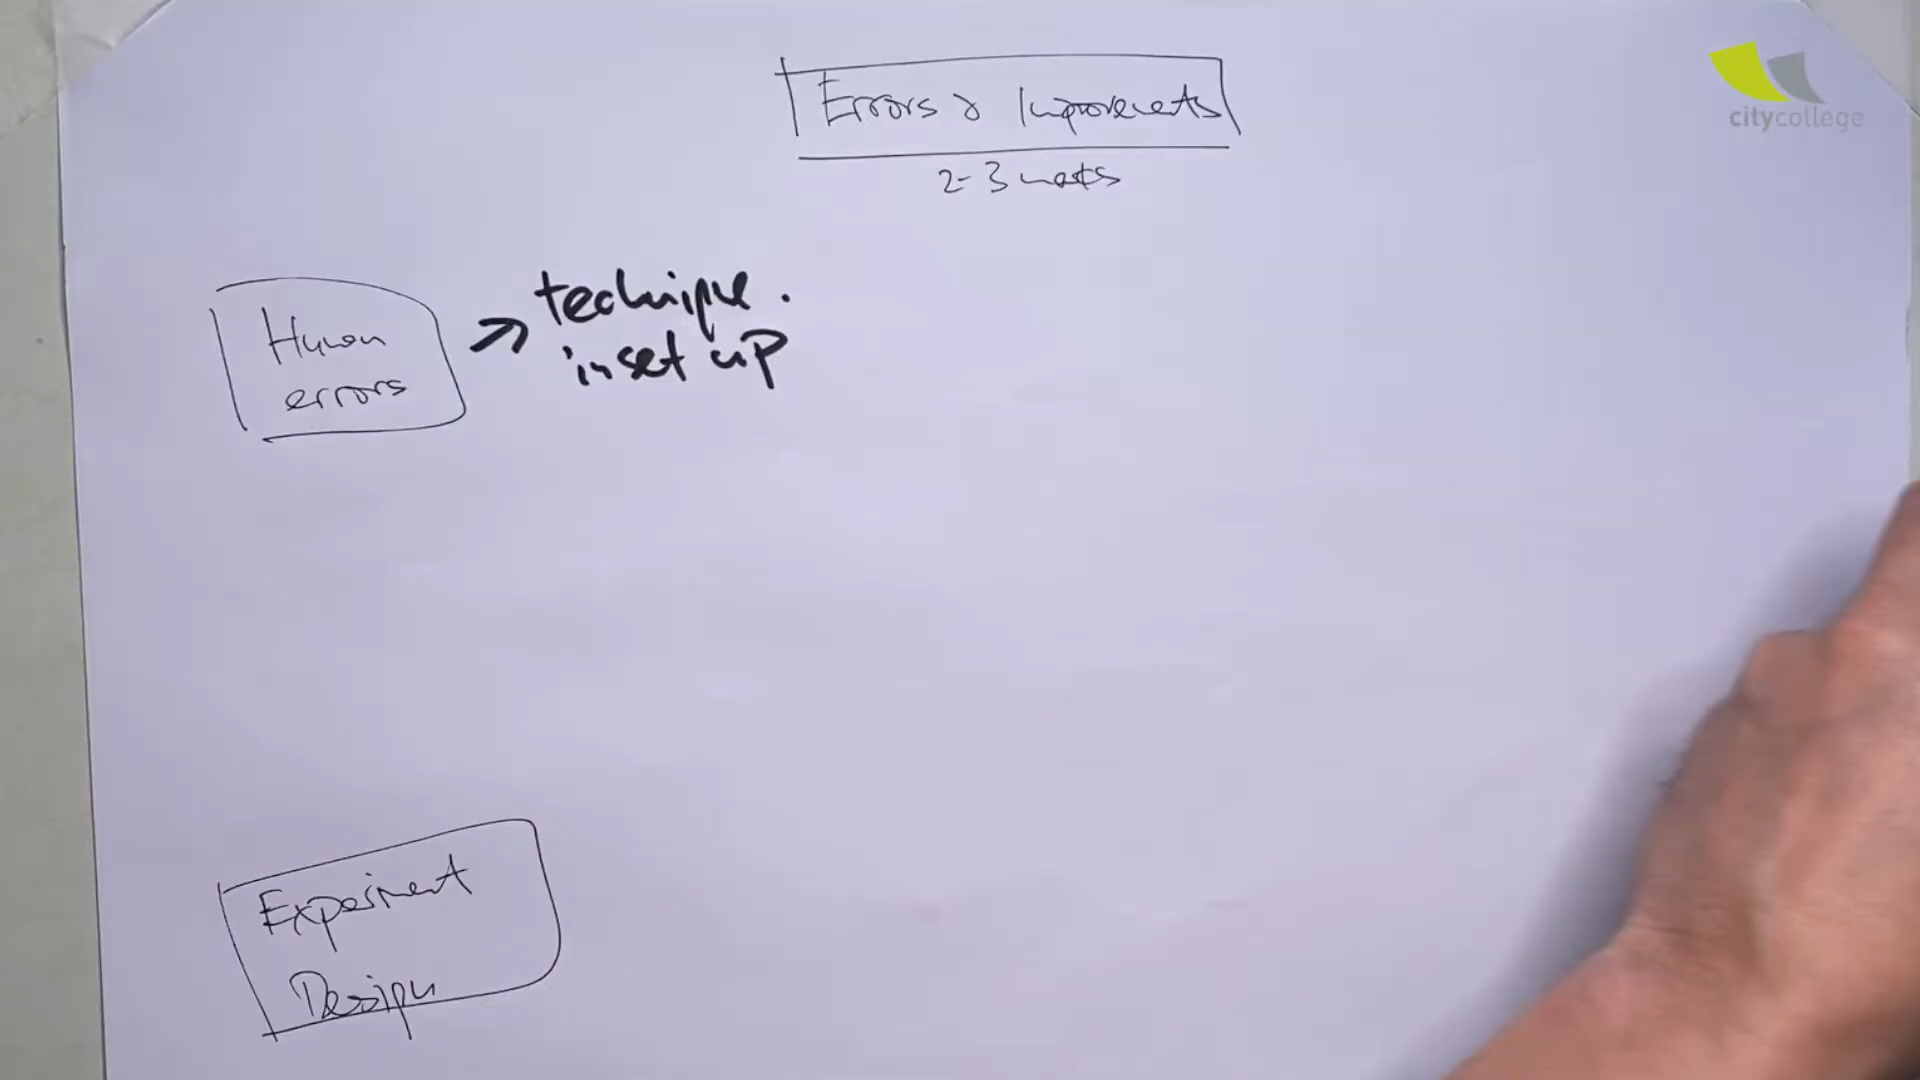 Errors & Improvements
2-3 marks
citycollege
Human
errors
→ technique.
in set up
Experiment
Design